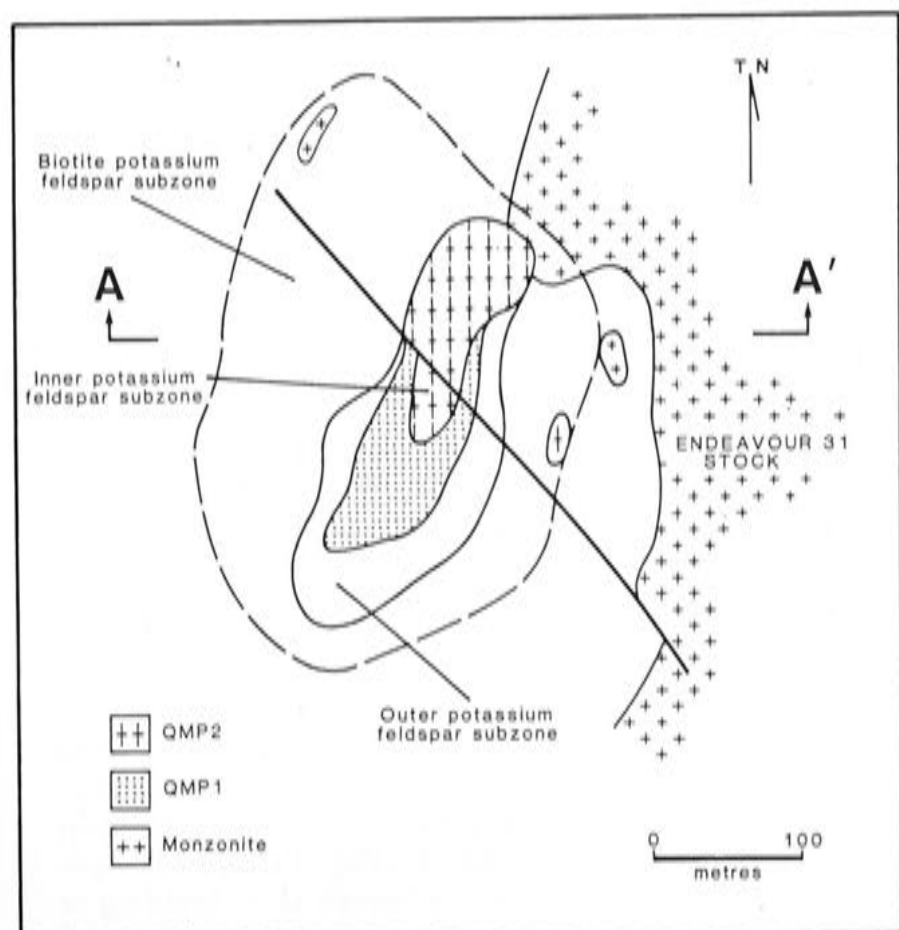 T N
Biotite potassium
feldspar subzone
A
A'
Inner potassium
feldspar subzone
ENDEAVOUR 31
STOCK
Outer potassium
feldspar subzone
QMP2
QMP1
Monzonite
0 100
metres